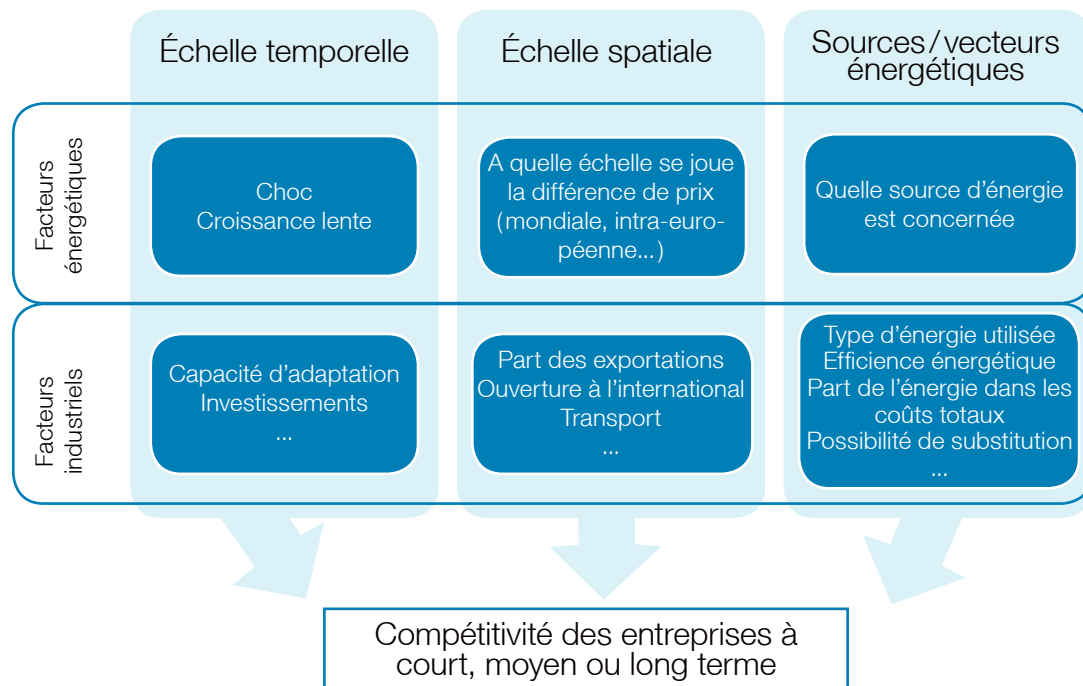 Échelle temporelle
Échelle spatiale
Sources/vecteurs
énergétiques
Facteurs
énergétiques
Choc
Croissance lente
A quelle échelle se joue
la différence de prix
(mondiale, intra-euro-
péenne...)
Quelle source d'énergie
est concernée
Facteurs
industriels
Capacité d'adaptation
Investissements
...
Part des exportations
Ouverture à l'international
Transport
...
Type d'énergie utilisée
Efficience énergétique
Part de l'énergie dans les
coûts totaux
Possibilité de substitution
...
Compétitivité des entreprises à
court, moyen ou long terme